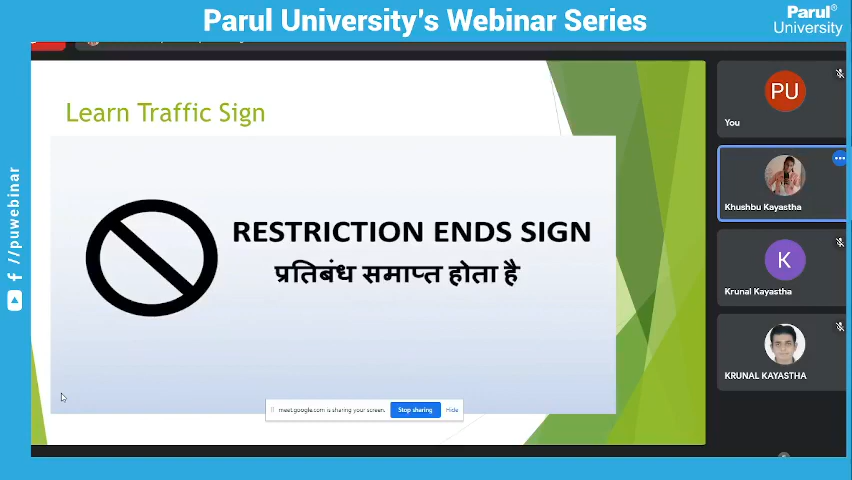 Parul University's Webinar Series
Parul®
University
//puwebinar
Learn Traffic Sign
RESTRICTION ENDS SIGN
प्रतिबंध समाप्त होता है
meet.google.com is sharing your screen.
Stop sharing
Hide
PU
You
Khushbu Kayastha
K
Krunal Kayastha
KRUNAL KAYASTHA